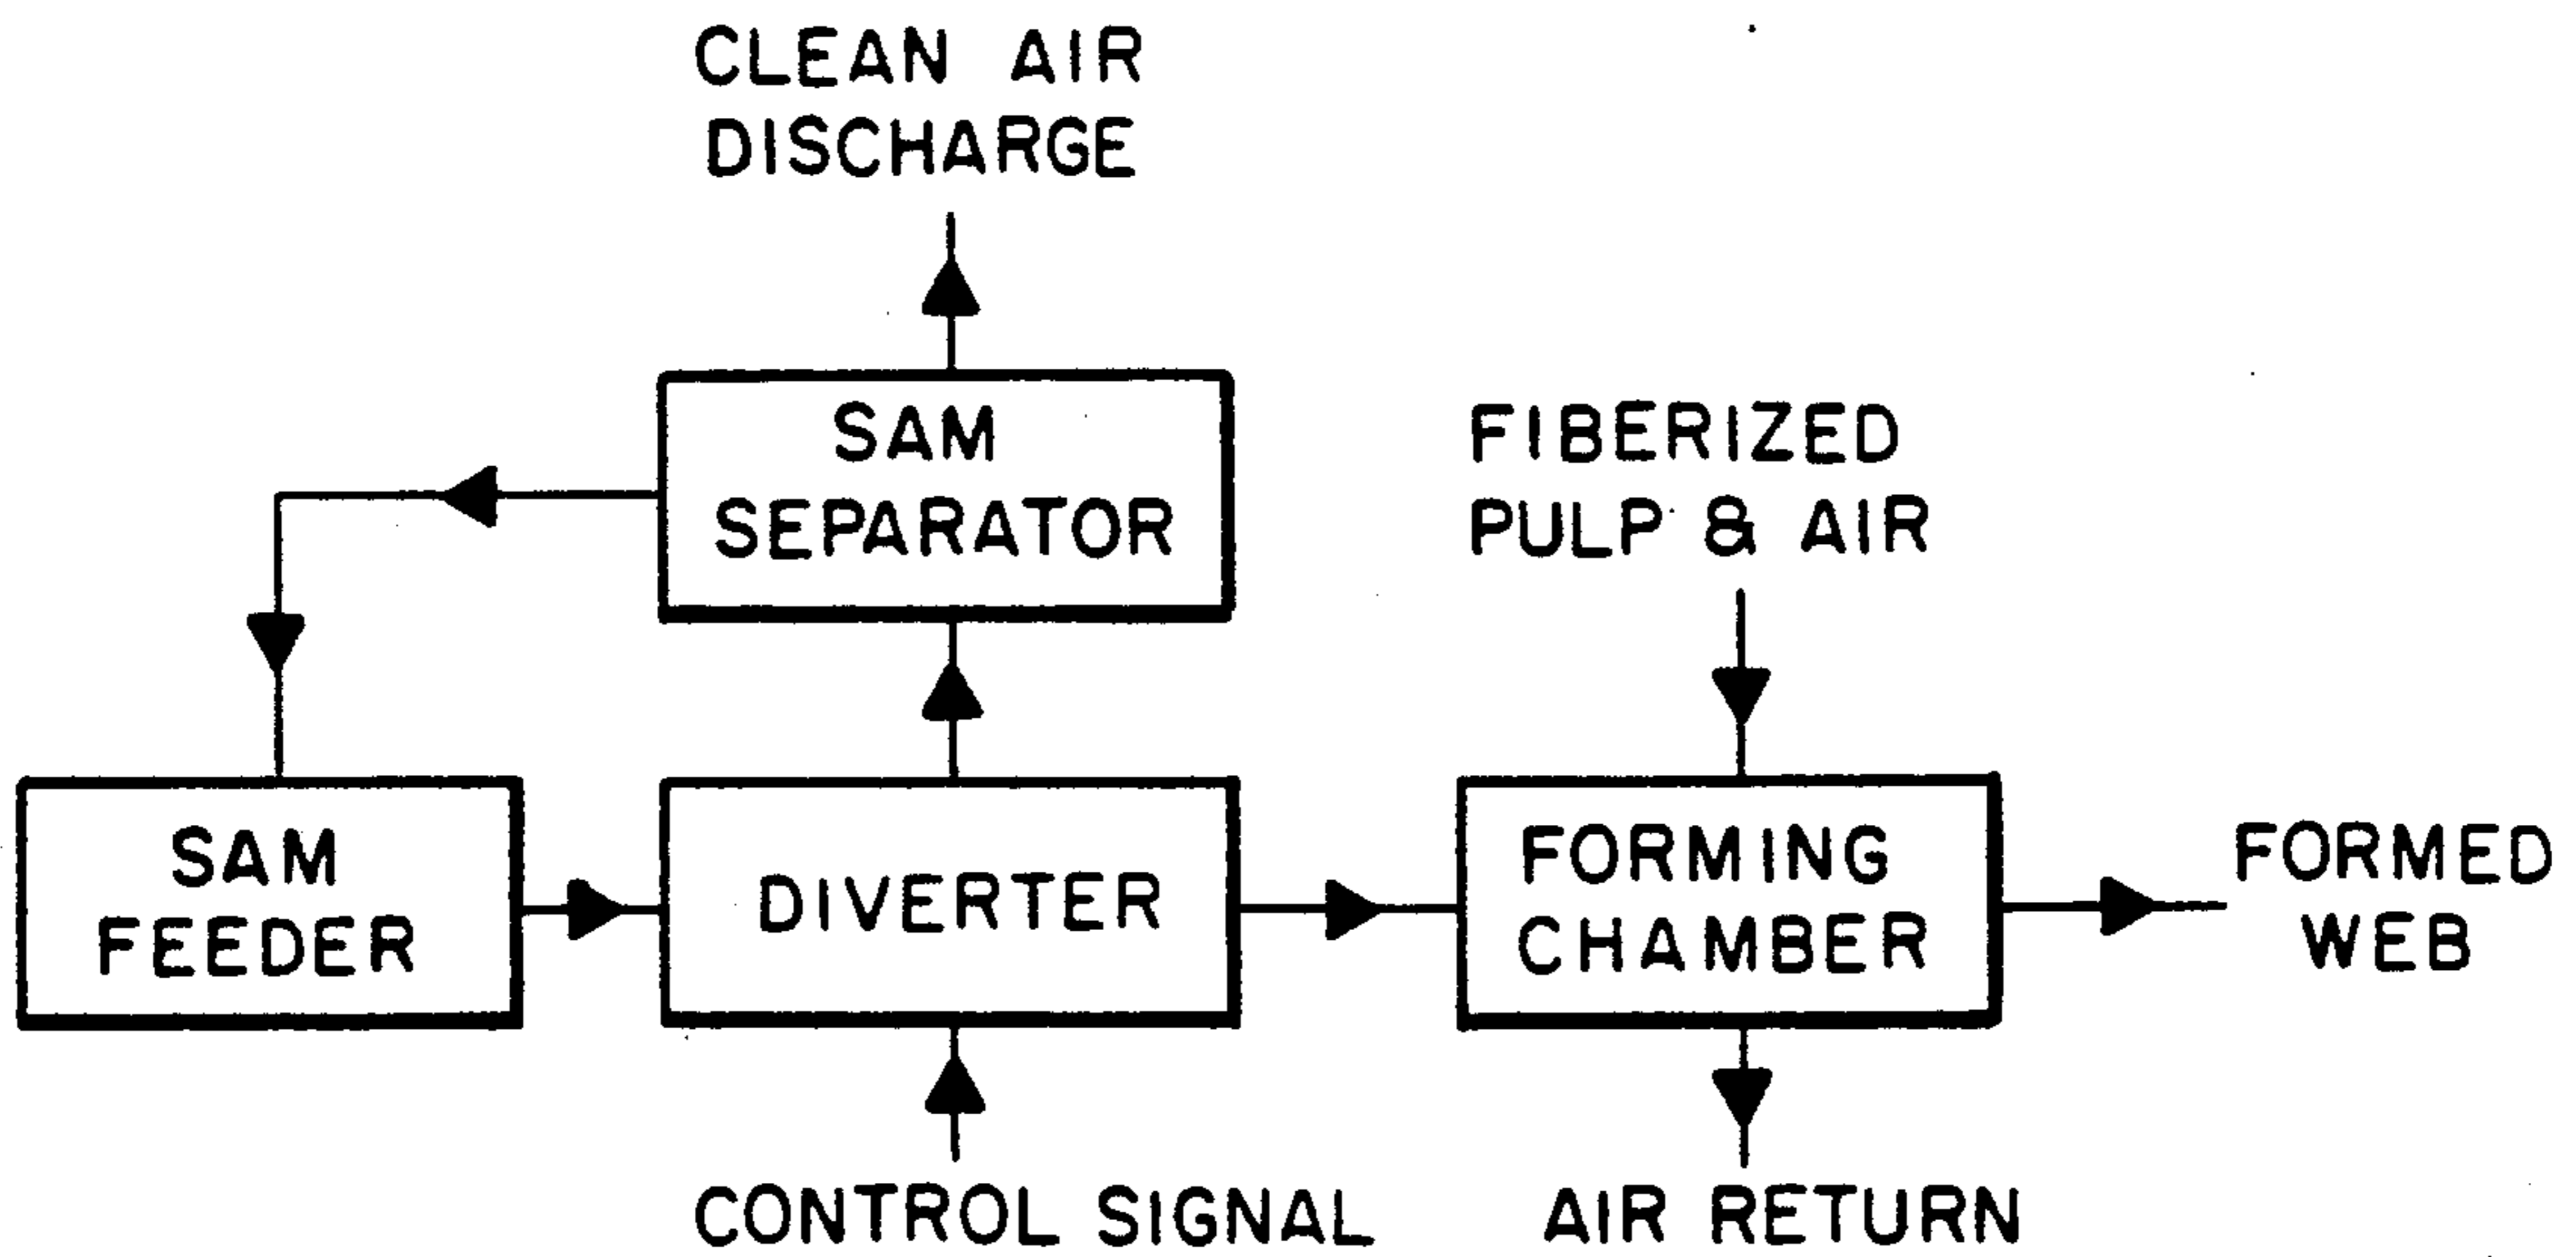 CLEAN AIR
DISCHARGE
SAM
SEPARATOR
FIBERIZED
PULP & AIR
SAM
FEEDER
DIVERTER
FORMING
CHAMBER
FORMED
WEB
CONTROL SIGNAL
AIR RETURN